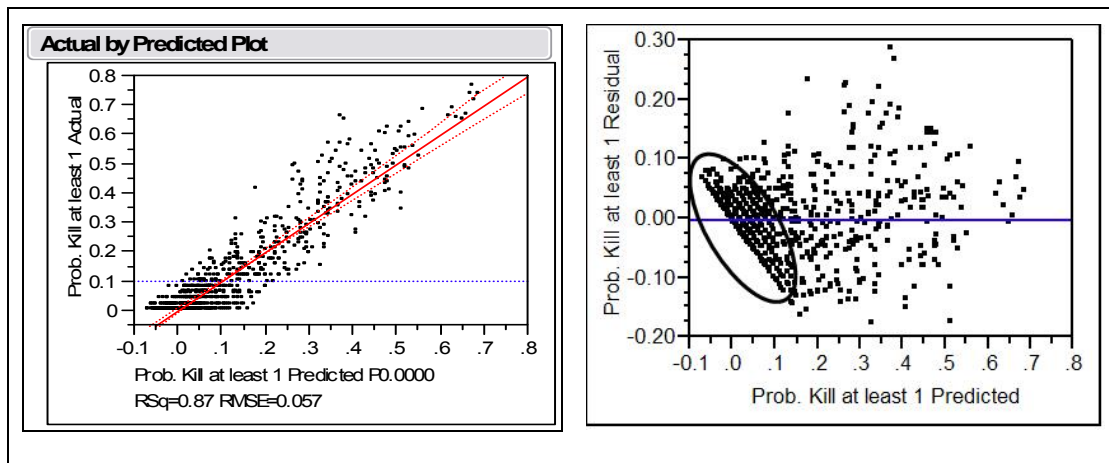 Actual by Predicted Plot
Prob. Kill at least 1 Actual
0.8
0.7
0.6
0.5
0.4
0.3
0.2
0.1
0
-0.1 .0 .1 .2 .3 .4 .5 .6 .7 .8
Prob. Kill at least 1 Predicted P0.0000
RSq=0.87 RMSE=0.057
Prob. Kill at least 1 Residual
0.30
0.20
0.10
0.00
-0.10
-0.20
-0.1 .0 .1 .2 .3 .4 .5 .6 .7 .8
Prob. Kill at least 1 Predicted